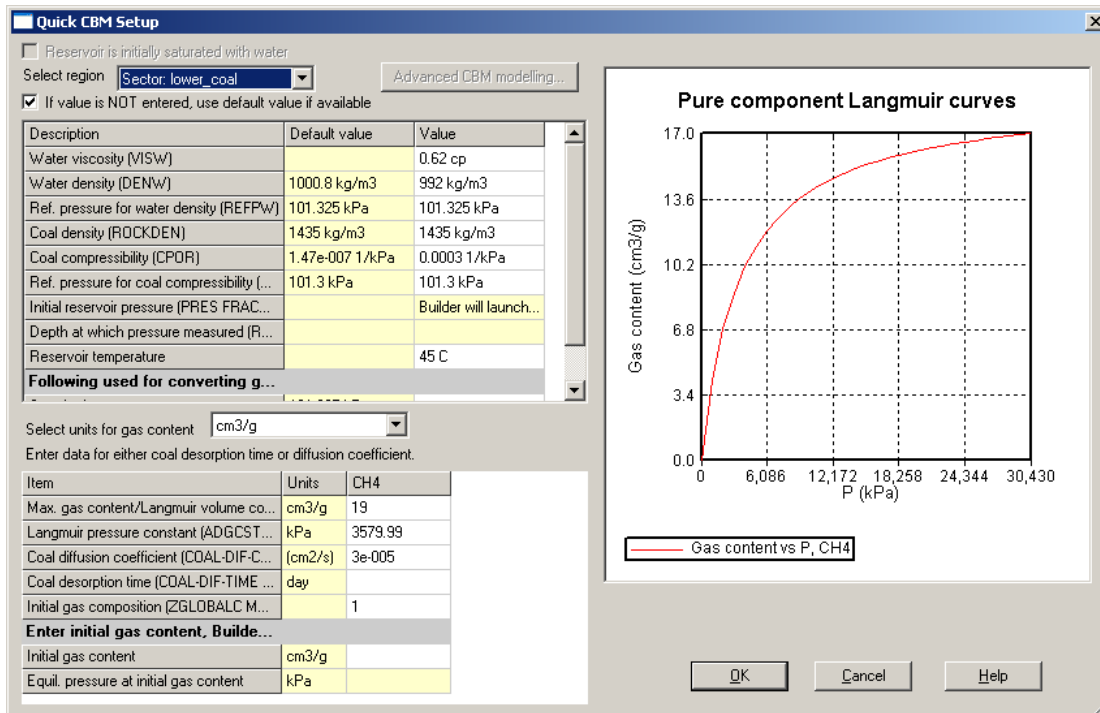 Quick CBM Setup
Reservoir is initially saturated with water
Select region Sector: lower_coal Advanced CBM modelling...
If value is NOT entered, use default value if available
Description Default value Value
Water viscosity (VISW) 0.62 cp
Water density (DENW) 1000.8 kg/m3 992 kg/m3
Ref. pressure for water density (REFPW) 101.325 kPa 101.325 kPa
Coal density (ROCKDEN) 1435 kg/m3 1435 kg/m3
Coal compressibility (CPOR) 1.47e-007 1/kPa 0.0003 1/kPa
Ref. pressure for coal compressibility (... 101.3 kPa 101.3 kPa
Initial reservoir pressure (PRES FRAC... Builder will launch...
Depth at which pressure measured (R...
Reservoir temperature 45 C
Following used for converting g...
Select units for gas content cm3/g
Enter data for either coal desorption time or diffusion coefficient.
Item Units CH4
Max. gas content/Langmuir volume co... cm3/g 19
Langmuir pressure constant (ADGCST... kPa 3579.99
Coal diffusion coefficient (COAL-DIF-C... (cm2/s) 3e-005
Coal desorption time (COAL-DIF-TIME ... day
Initial gas composition (ZGLOBALC M... 1
Enter initial gas content, Builde...
Initial gas content cm3/g
Equil. pressure at initial gas content kPa
Pure component Langmuir curves
Gas content (cm3/g)
17.0
13.6
10.2
6.8
3.4
0.0
0 6,086 12,172 18,258 24,344 30,430
P (kPa)
Gas content vs P, CH4
OK Cancel Help